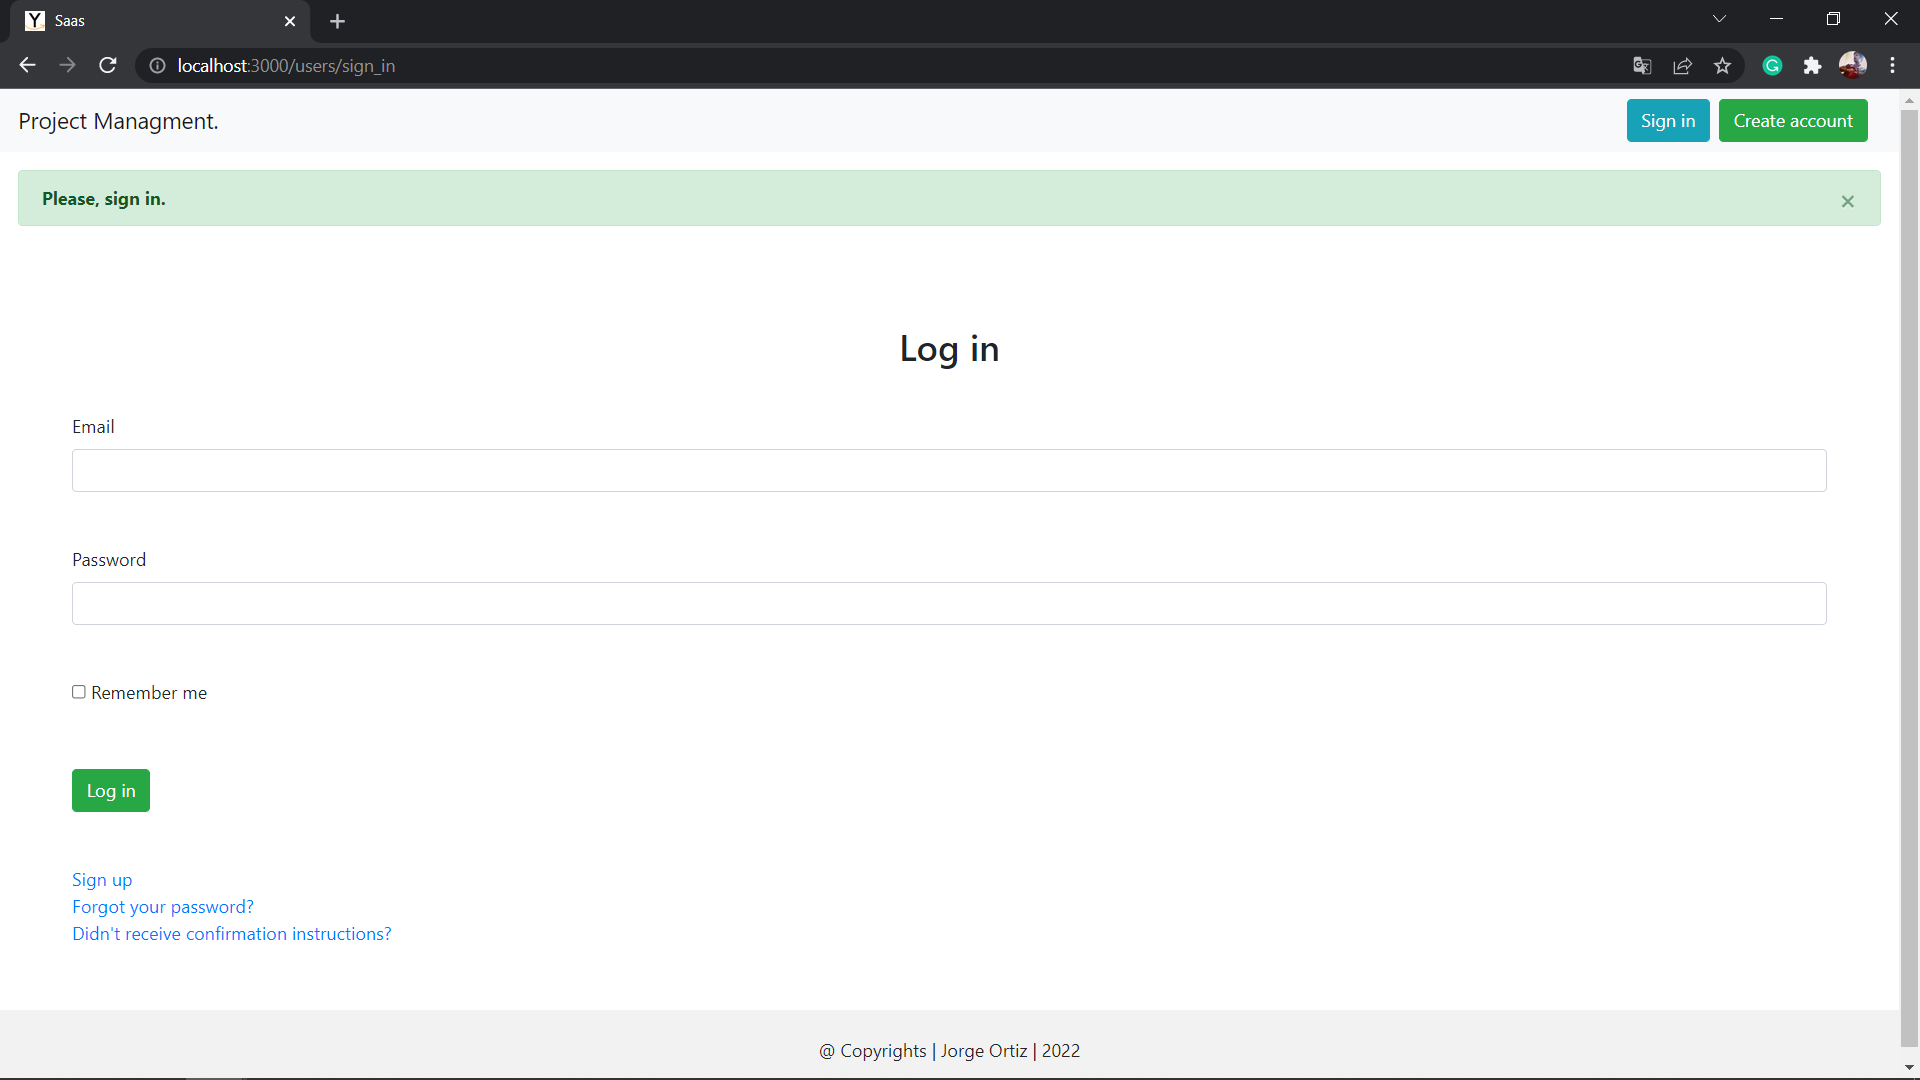 Y Saas
localhost:3000/users/sign_in
Project Managment.
Sign in
Create account
Please, sign in.
×
Log in
Email
Password
Remember me
Log in
Sign up
Forgot your password?
Didn't receive confirmation instructions?
@ Copyrights | Jorge Ortiz | 2022